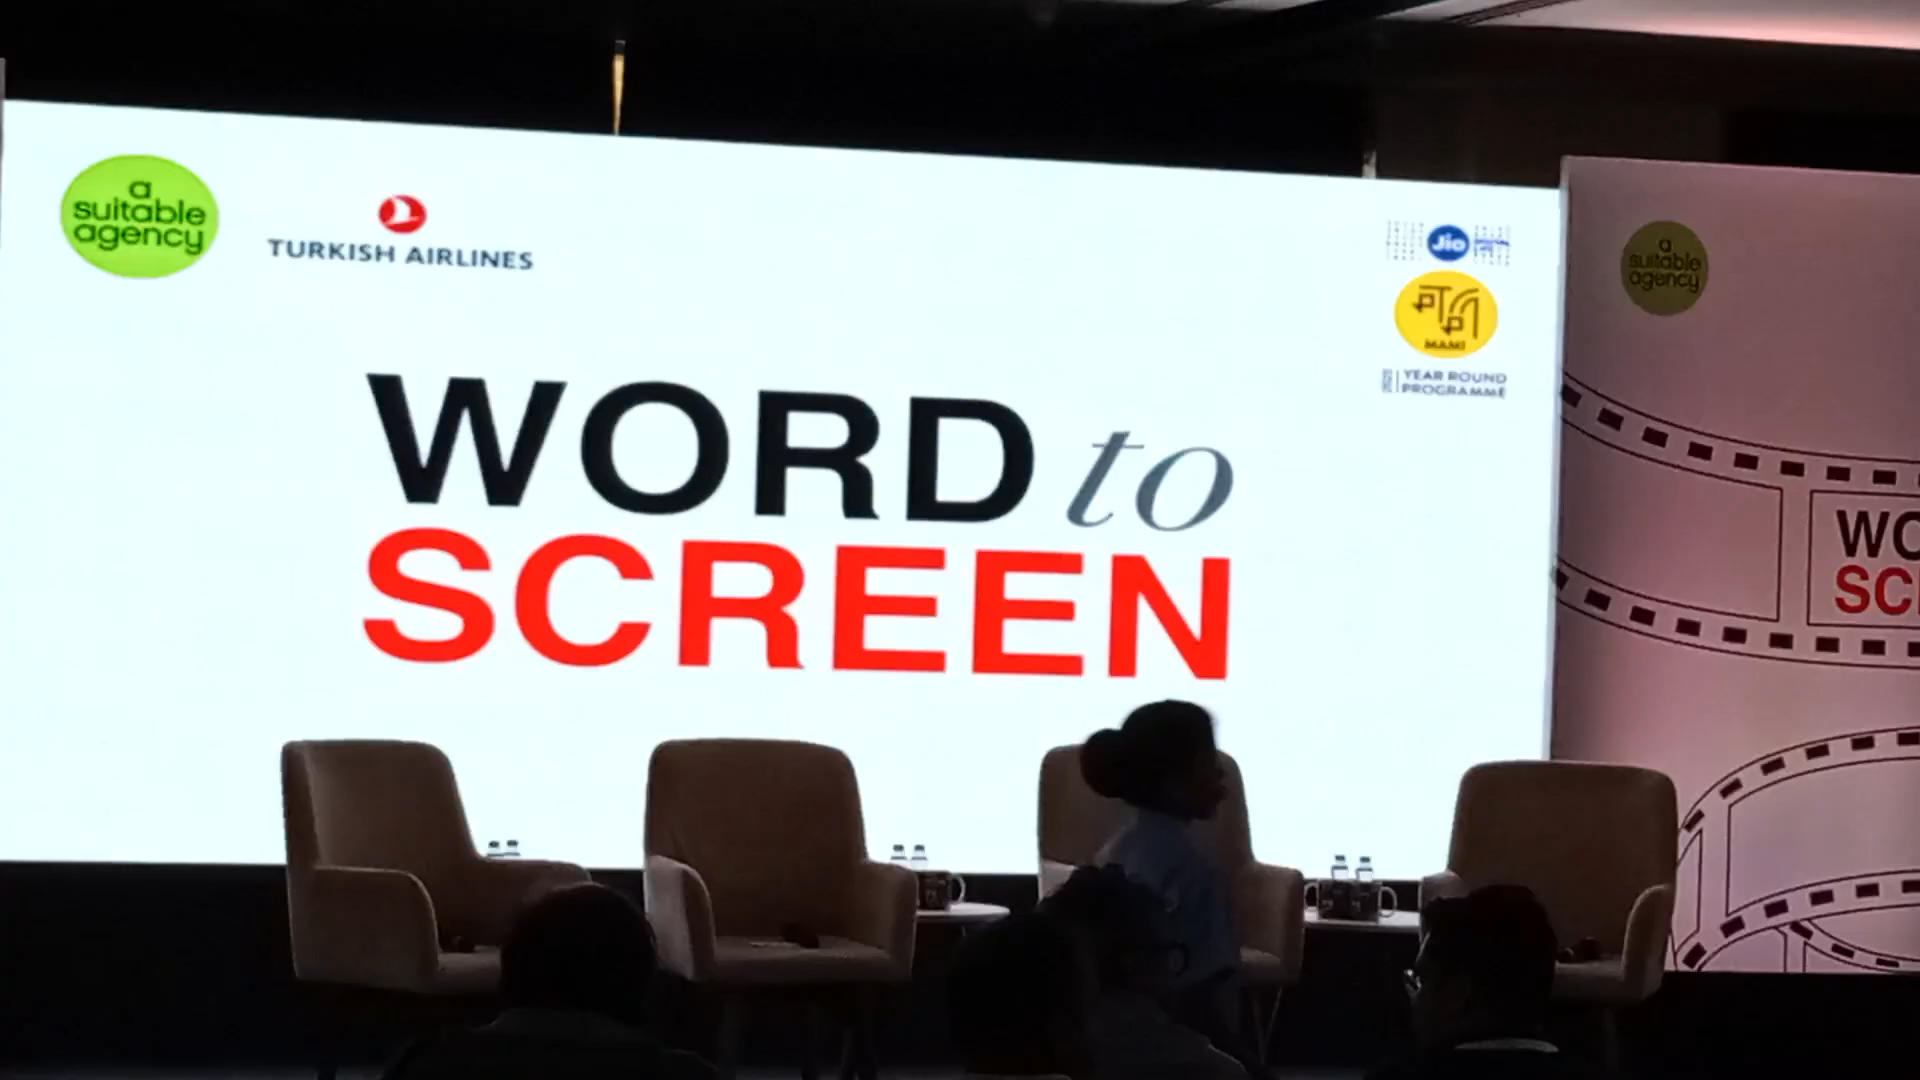 a
suitable
agency
TURKISH AIRLINES
Jio
MAMI
YEAR ROUND
PROGRAMME
WORD to
SCREEN
a
suitable
agency
WO
SC